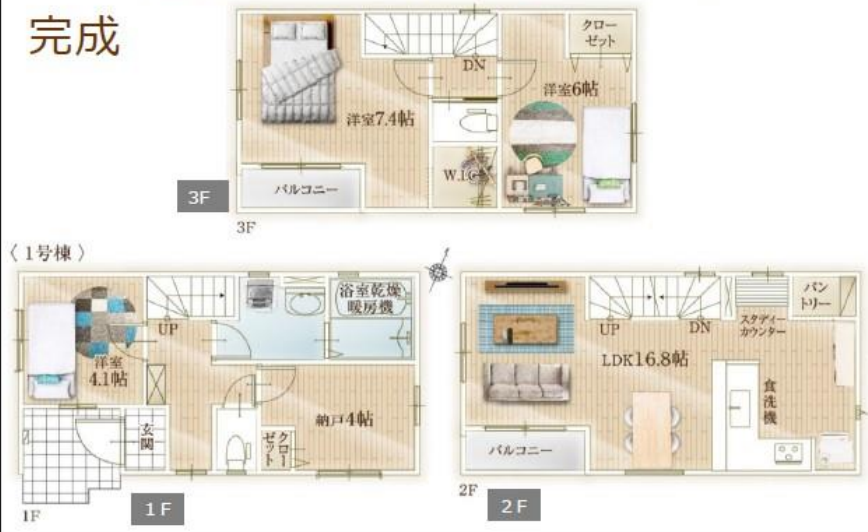 完成
クロー
ゼット
DN
洋室7.4帖
洋室6帖
W.I.C
バルコニー
3F
3F
〈 1号棟 〉
浴室乾燥
暖房機
UP
洋室
4.1帖
納戸4帖
玄関
クロー
ゼット
1F
1F
パン
トリー
スタディー
カウンター
UP
DN
LDK16.8帖
食洗機
バルコニー
2F
2F